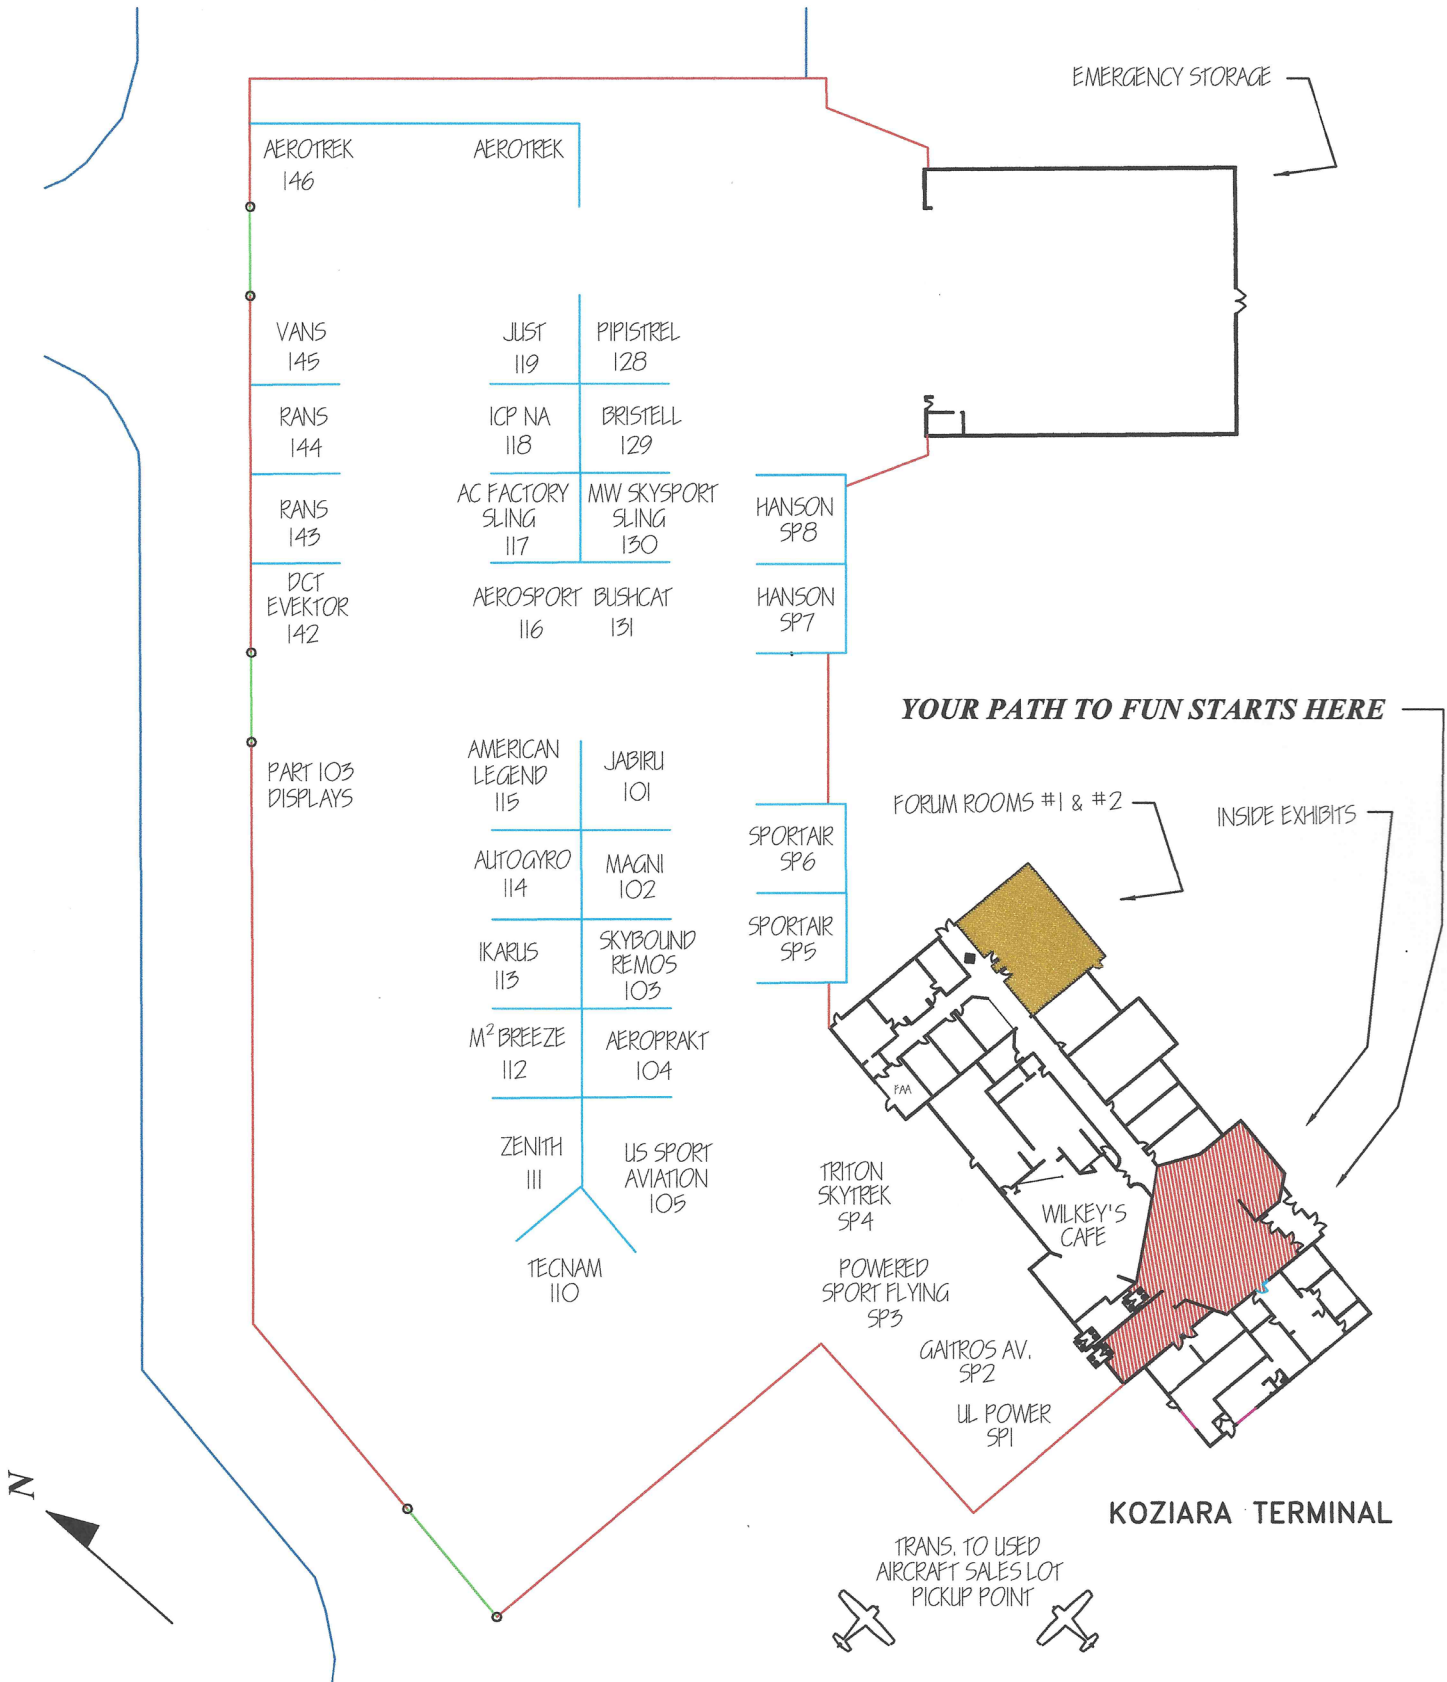 EMERGENCY STORAGE
AEROTREK
146
AEROTREK
VANS
145
JUST
119
PIPISTREL
128
RANS
144
ICP NA
118
BRISTELL
129
RANS
143
AC FACTORY
SLING
117
MW SKYSPORT
SLING
130
HANSON
SP8
DCT
EVEKTOR
142
AEROSPORT
116
BUSHCAT
131
HANSON
SP7
YOUR PATH TO FUN STARTS HERE
PART 103
DISPLAYS
AMERICAN
LEGEND
115
JABIRU
101
FORUM ROOMS #1 & #2
INSIDE EXHIBITS
SPORTAIR
SP6
AUTOGYRO
114
MAGNI
102
SPORTAIR
SP5
IKARUS
113
SKYBOUND
REMOS
103
M² BREEZE
112
AEROPRAKT
104
FAA
ZENITH
111
US SPORT
AVIATION
105
TRITON
SKYTREK
SP4
WILKEY'S
CAFE
TECNAM
110
POWERED
SPORT FLYING
SP3
GAITROS AV.
SP2
UL POWER
SP1
N
KOZIARA TERMINAL
TRANS. TO USED
AIRCRAFT SALES LOT
PICKUP POINT